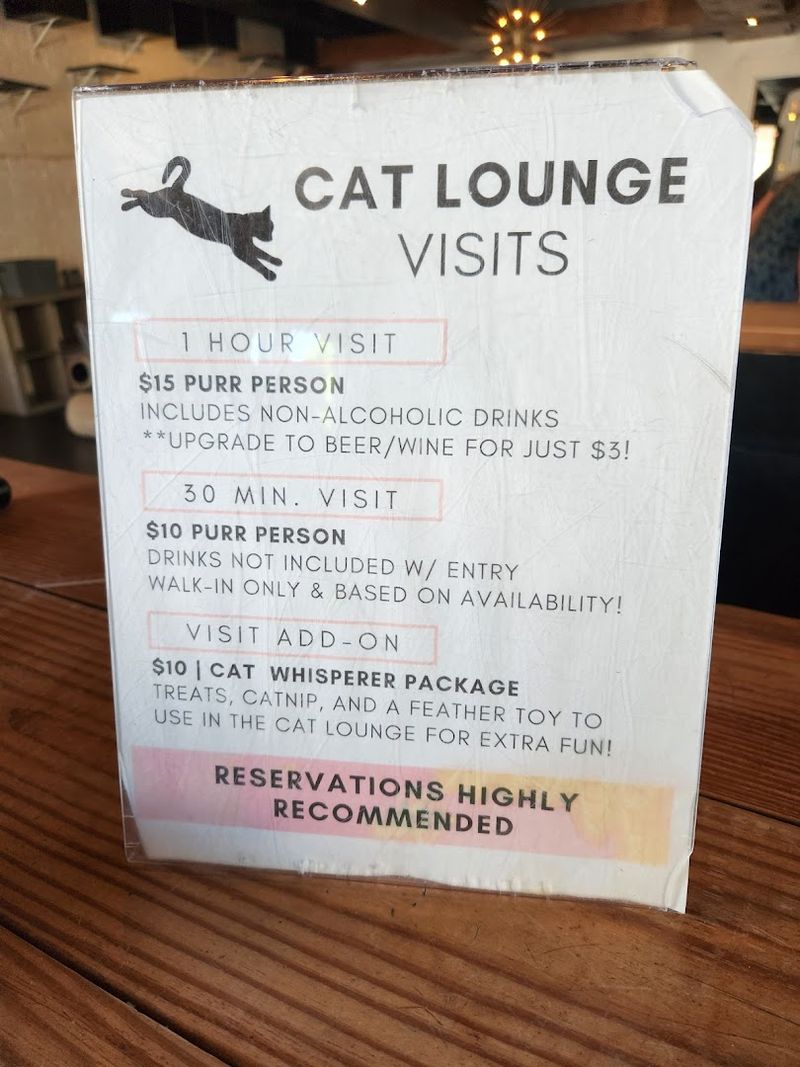 CAT LOUNGE
VISITS
1 HOUR VISIT
$15 PURR PERSON
INCLUDES NON-ALCOHOLIC DRINKS
**UPGRADE TO BEER/WINE FOR JUST $3!
30 MIN. VISIT
$10 PURR PERSON
DRINKS NOT INCLUDED W/ ENTRY
WALK-IN ONLY & BASED ON AVAILABILITY!
VISIT ADD-ON
$10 | CAT WHISPERER PACKAGE
TREATS, CATNIP, AND A FEATHER TOY TO
USE IN THE CAT LOUNGE FOR EXTRA FUN!
RESERVATIONS HIGHLY
RECOMMENDED